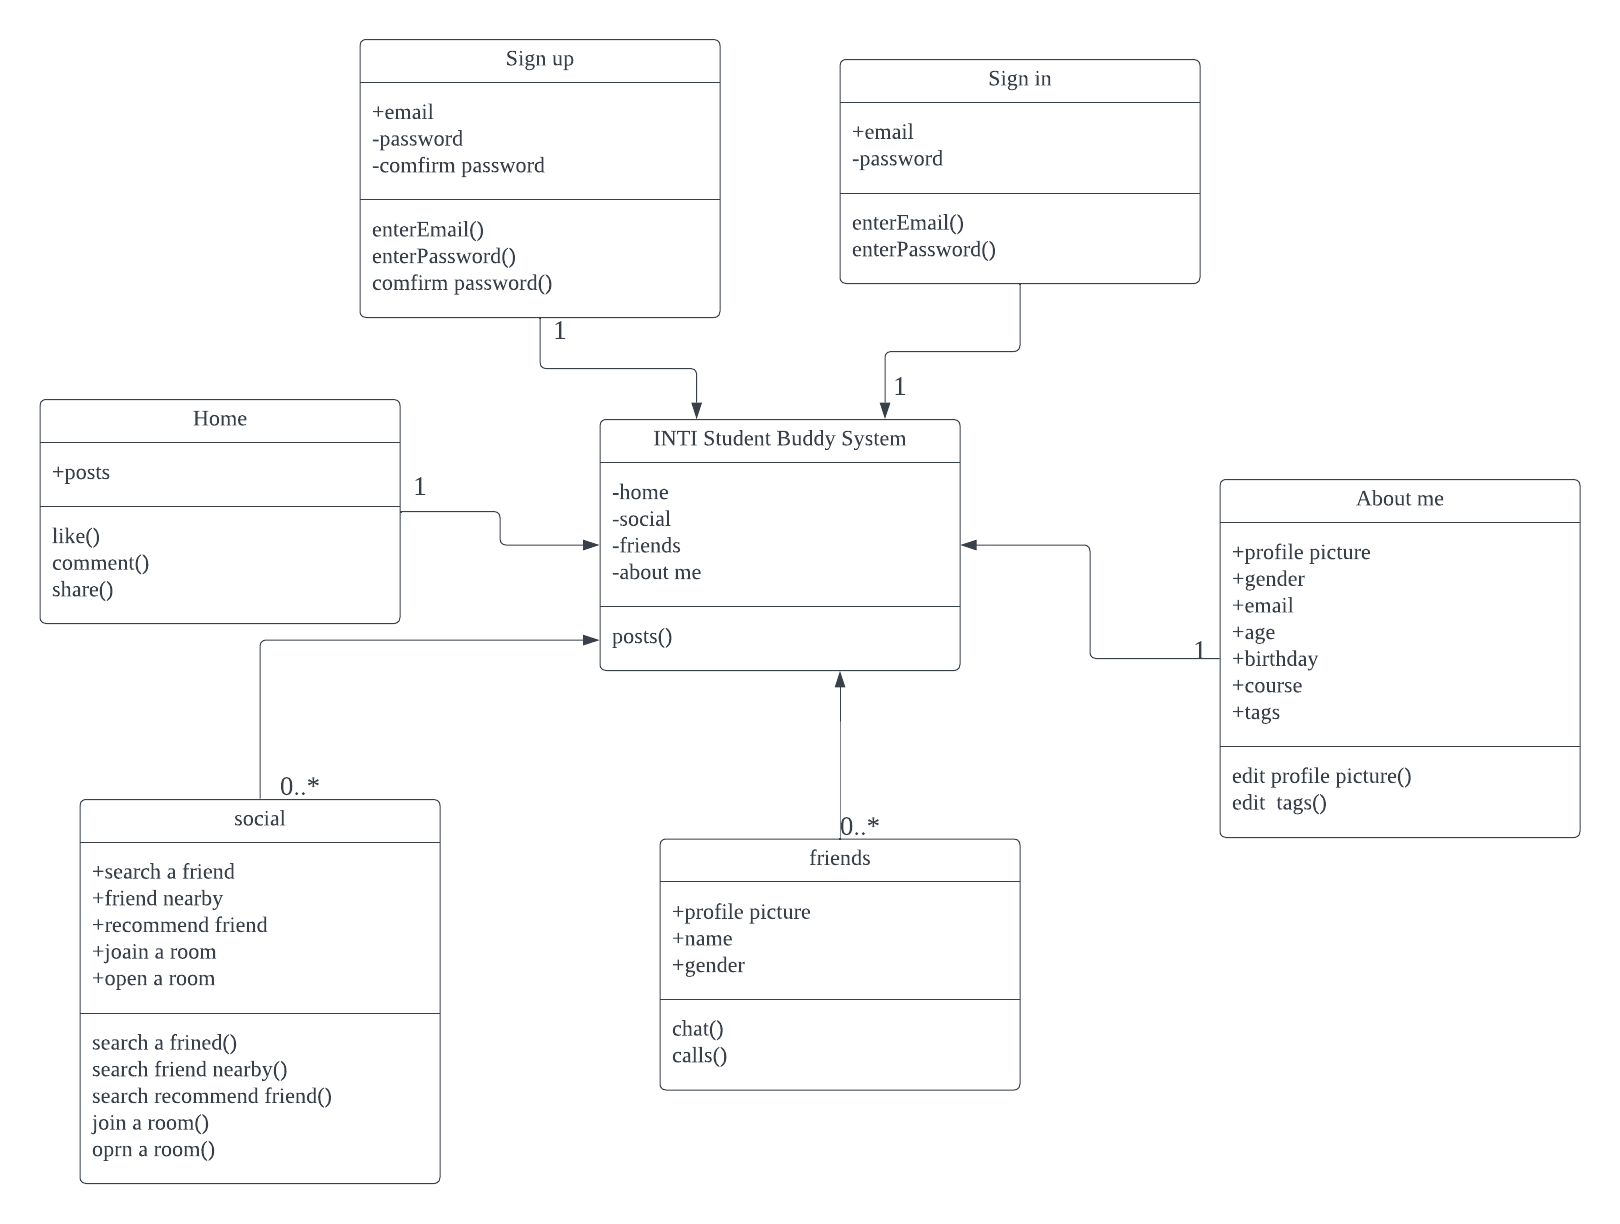 Sign up
+email
-password
-comfirm password
enterEmail()
enterPassword()
comfirm password()
1
Sign in
+email
-password
enterEmail()
enterPassword()
1
Home
+posts
like()
comment()
share()
1
INTI Student Buddy System
-home
-social
-friends
-about me
posts()
About me
+profile picture
+gender
+email
+age
+birthday
+course
+tags
edit profile picture()
edit  tags()
1
0..*
social
+search a friend
+friend nearby
+recommend friend
+joain a room
+open a room
search a frined()
search friend nearby()
search recommend friend()
join a room()
oprn a room()
0..*
friends
+profile picture
+name
+gender
chat()
calls()